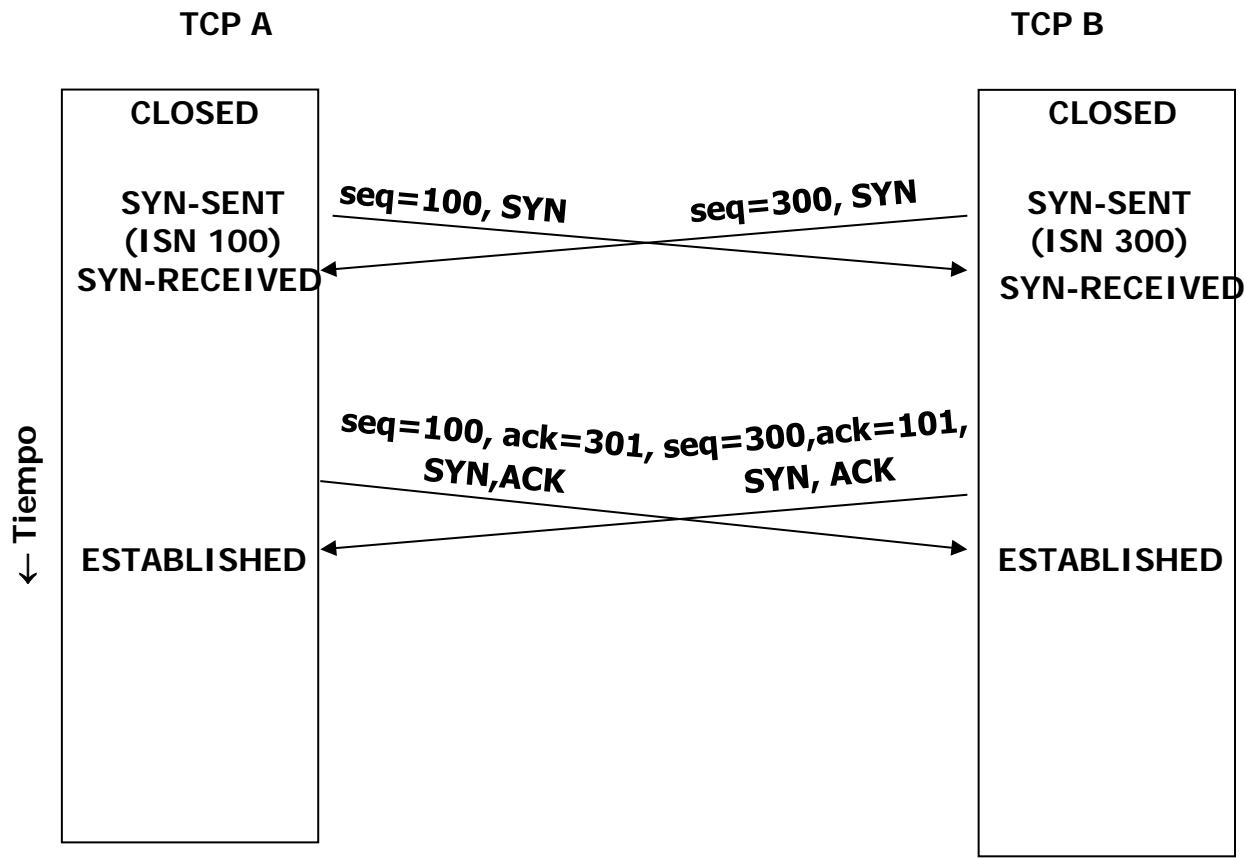 TCP A
TCP B
CLOSED
CLOSED
SYN-SENT
(ISN 100)
SYN-RECEIVED
seq=100, SYN
seq=300, SYN
SYN-SENT
(ISN 300)
SYN-RECEIVED
seq=100, ack=301,
SYN,ACK
seq=300,ack=101,
SYN, ACK
← Tiempo
ESTABLISHED
ESTABLISHED